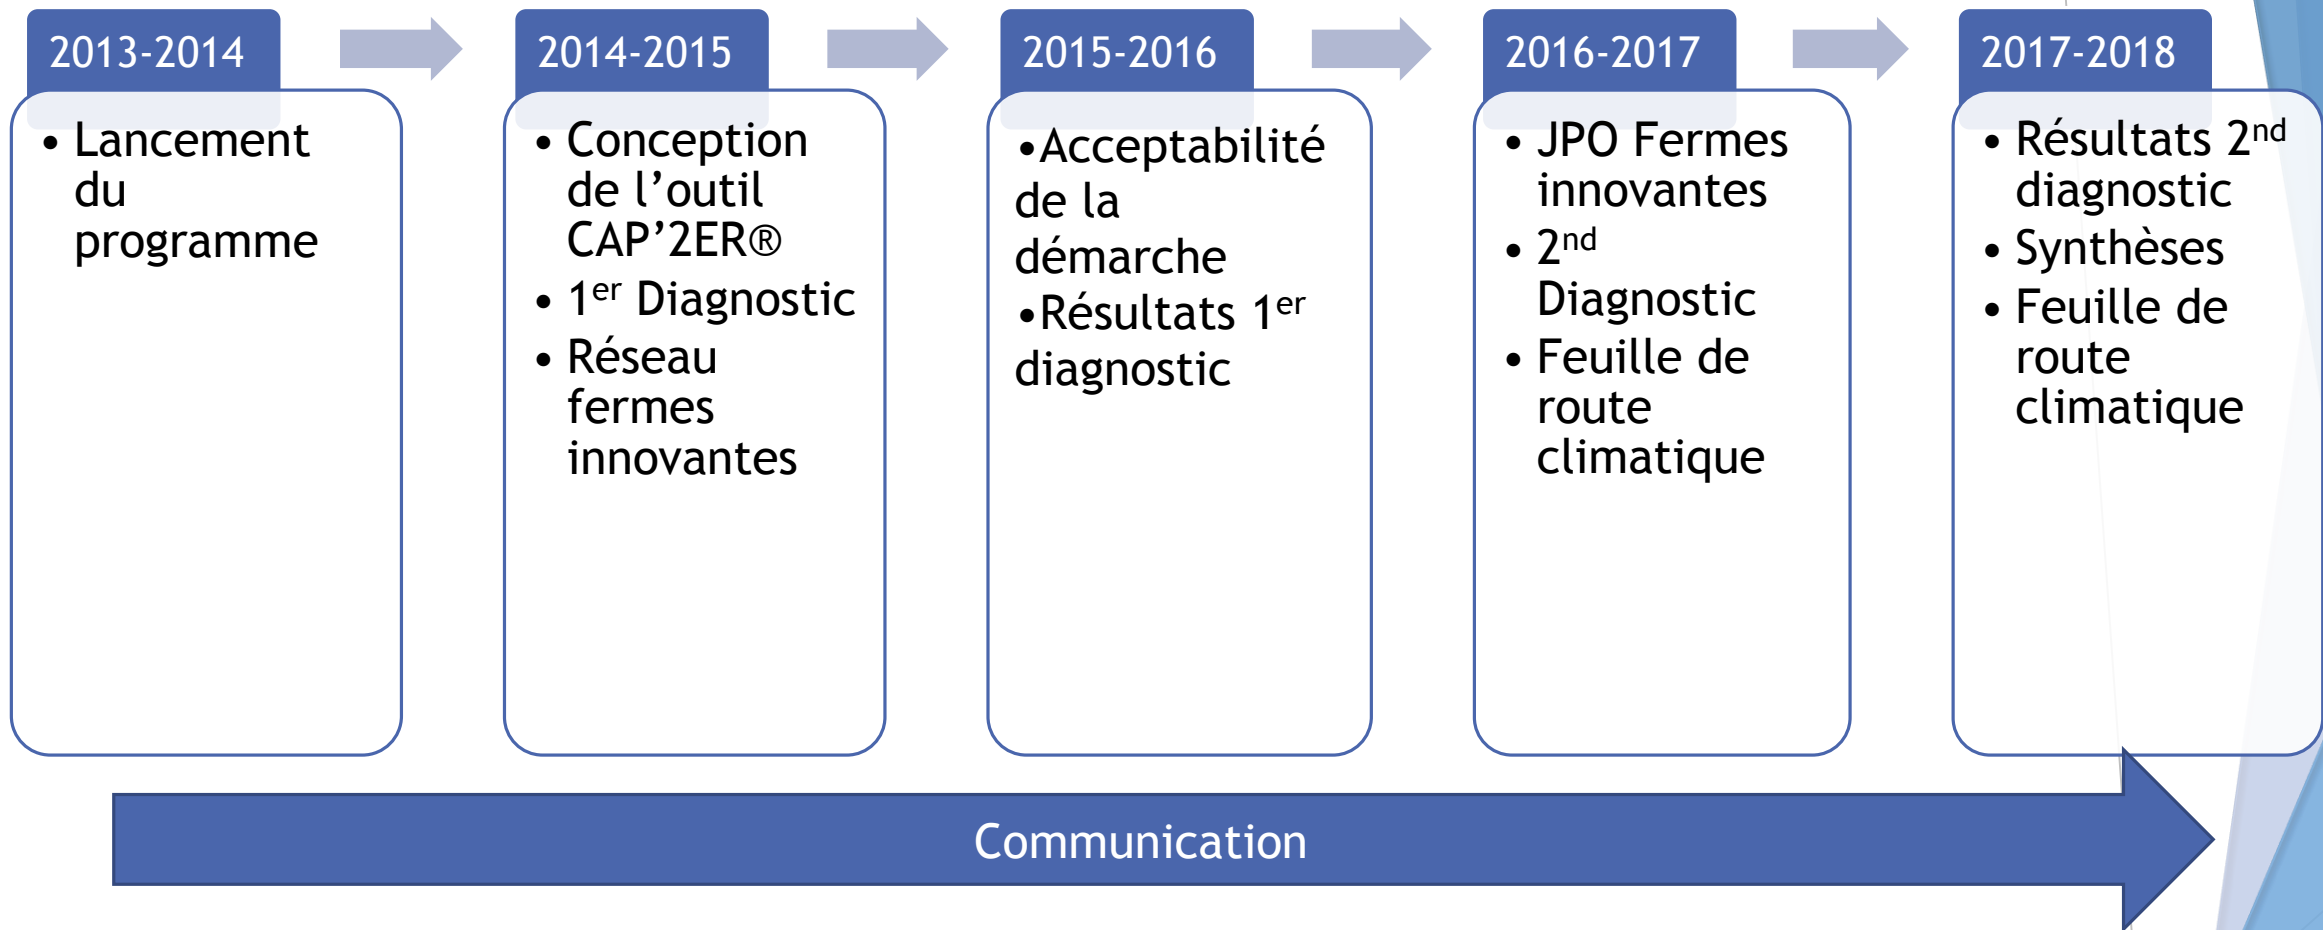 2013-2014
• Lancement
du
programme
2014-2015
• Conception
de l’outil
CAP’2ER®
• 1er Diagnostic
• Réseau
fermes
innovantes
2015-2016
•Acceptabilité
de la
démarche
•Résultats 1er
diagnostic
2016-2017
• JPO Fermes
innovantes
• 2nd
Diagnostic
• Feuille de
route
climatique
2017-2018
• Résultats 2nd
diagnostic
• Synthèses
• Feuille de
route
climatique
Communication